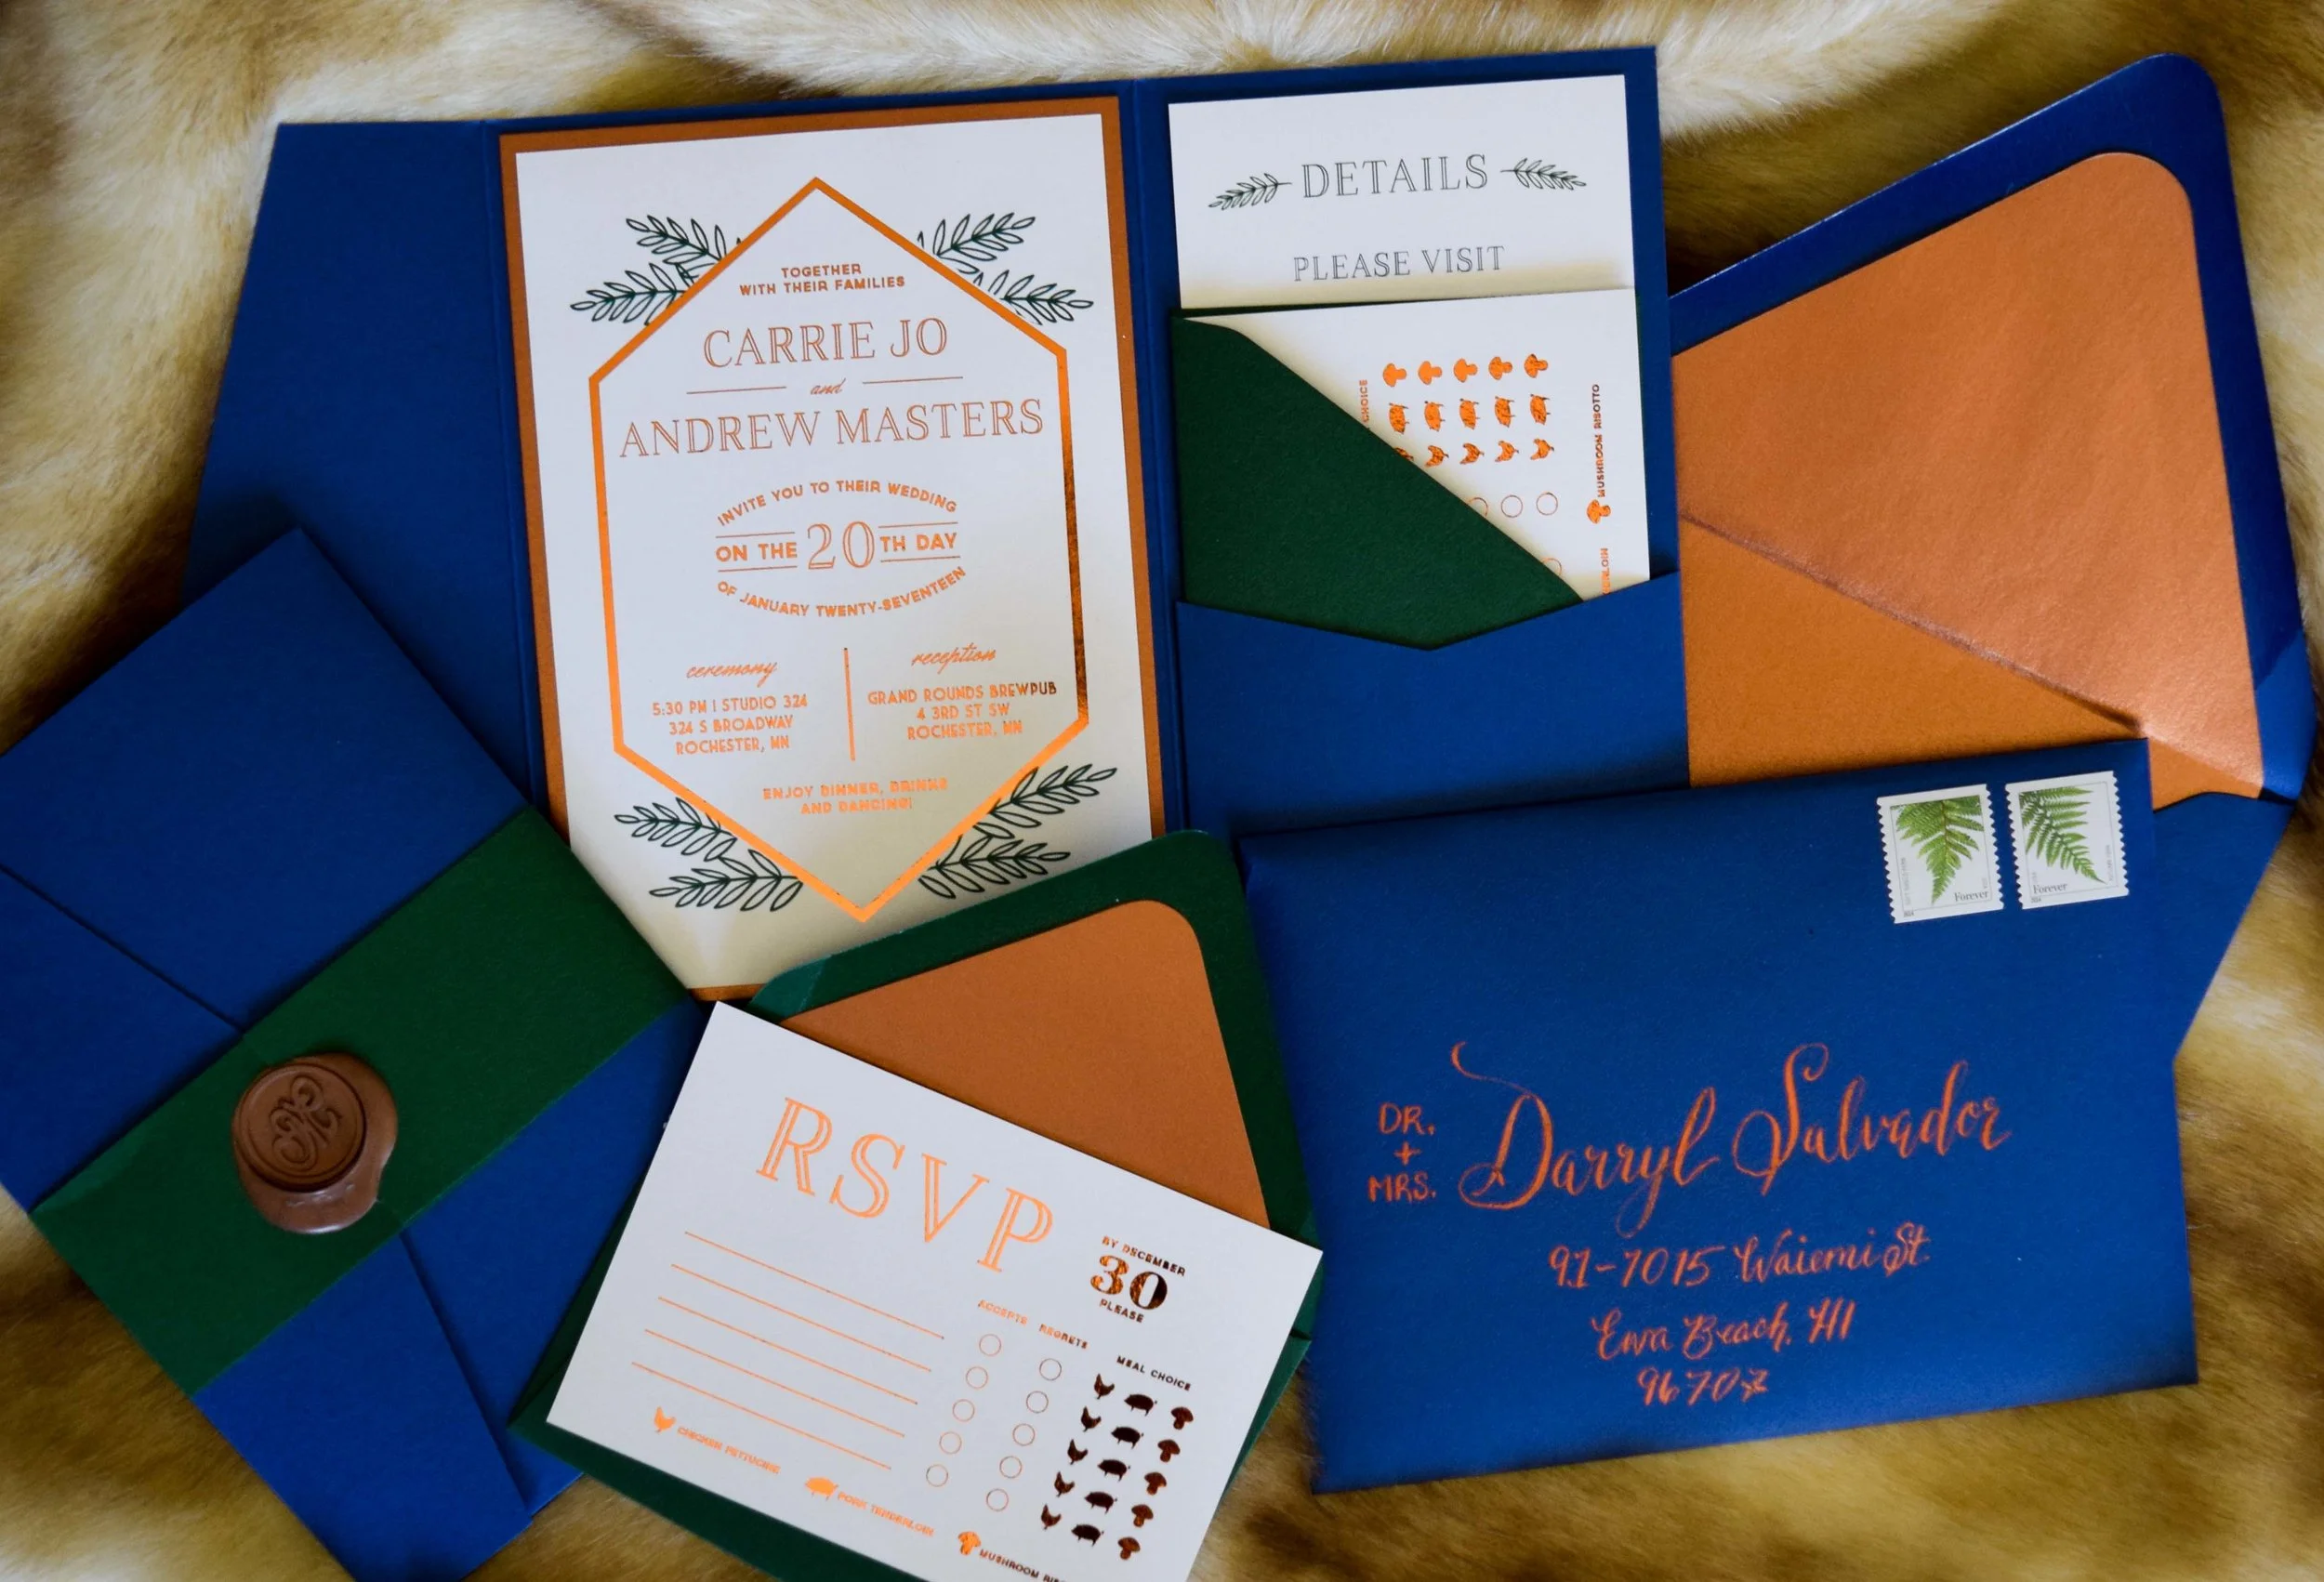 TOGETHER
WITH THEIR FAMILIES
CARRIE JO
and
ANDREW MASTERS
INVITE YOU TO THEIR WEDDING
ON THE 20TH DAY
OF JANUARY TWENTY-SEVENTEEN
ceremony
5:30 PM | STUDIO 324
324 S BROADWAY
ROCHESTER, MN
reception
GRAND ROUNDS BREWPUB
4 3RD ST SW
ROCHESTER, MN
ENJOY DINNER, DRINKS
AND DANCING!
DETAILS
PLEASE VISIT
CHOICE
MUSHROOM RISOTTO
ERLOIN
Forever
Forever
DR.
+
MRS.
Darryl Salvador
91-7015 Waiemi St.
Ewa Beach, HI
96707
RSVP
BY DECEMBER
30
PLEASE
ACCEPTS
REGRETS
MEAL CHOICE
CHICKEN FETTUCINE
PORK TENDERLOIN
MUSHROOM RIS